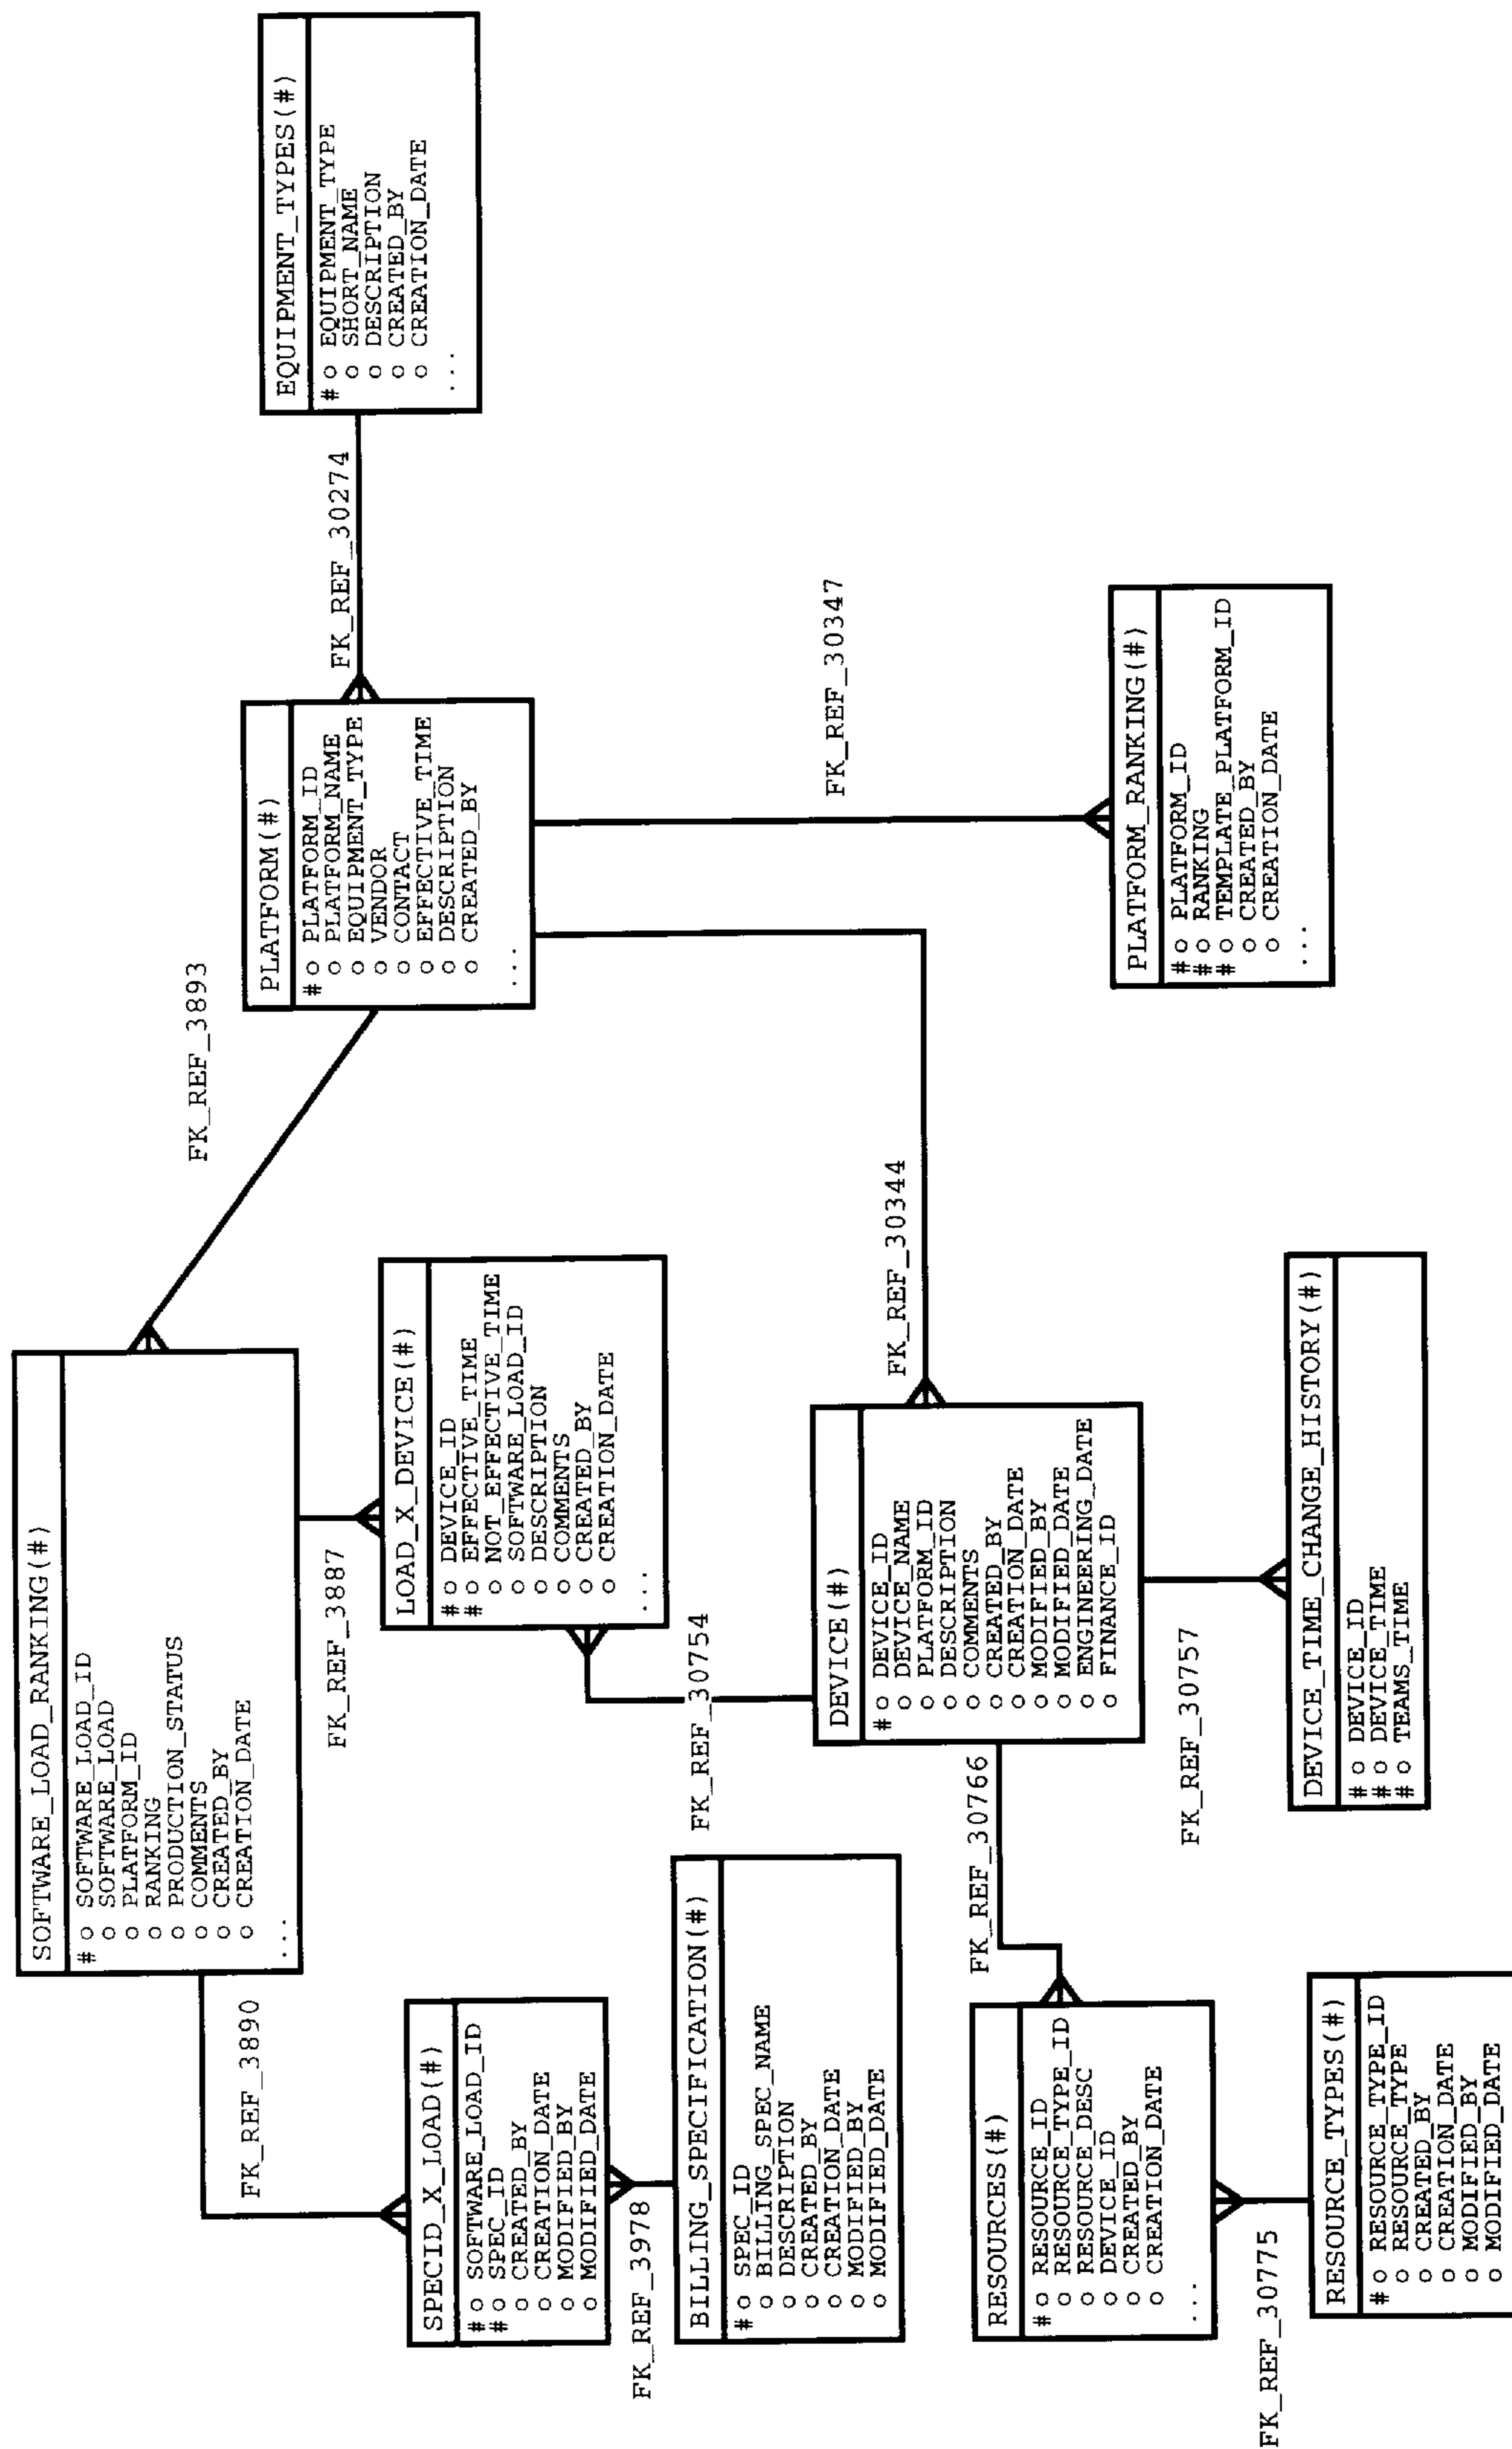 SOFTWARE_LOAD_RANKING(#)
# o SOFTWARE_LOAD_ID
o SOFTWARE_LOAD
o PLATFORM_ID
o RANKING
o PRODUCTION_STATUS
o COMMENTS
o CREATED_BY
o CREATION_DATE
...
FK_REF_3893
FK_REF_3890
FK_REF_3887
PLATFORM(#)
# o PLATFORM_ID
o PLATFORM_NAME
o EQUIPMENT_TYPE
o VENDOR
o CONTACT
o EFFECTIVE_TIME
o DESCRIPTION
o CREATED_BY
...
FK_REF_30274
EQUIPMENT_TYPES(#)
# o EQUIPMENT_TYPE
o SHORT_NAME
o DESCRIPTION
o CREATED_BY
o CREATION_DATE
...
SPECID_X_LOAD(#)
# o SOFTWARE_LOAD_ID
# o SPEC_ID
o CREATED_BY
o CREATION_DATE
o MODIFIED_BY
o MODIFIED_DATE
LOAD_X_DEVICE(#)
# o DEVICE_ID
# o EFFECTIVE_TIME
o NOT_EFFECTIVE_TIME
o SOFTWARE_LOAD_ID
o DESCRIPTION
o COMMENTS
o CREATED_BY
o CREATION_DATE
...
FK_REF_3978
FK_REF_30754
BILLING_SPECIFICATION(#)
# o SPEC_ID
o BILLING_SPEC_NAME
o DESCRIPTION
o CREATED_BY
o CREATION_DATE
o MODIFIED_BY
o MODIFIED_DATE
FK_REF_30344
FK_REF_30347
DEVICE(#)
# o DEVICE_ID
o DEVICE_NAME
o PLATFORM_ID
o DESCRIPTION
o COMMENTS
o CREATED_BY
o CREATION_DATE
o MODIFIED_BY
o MODIFIED_DATE
o ENGINEERING_DATE
o FINANCE_ID
FK_REF_30766
FK_REF_30757
RESOURCES(#)
# o RESOURCE_ID
o RESOURCE_TYPE_ID
o RESOURCE_DESC
o DEVICE_ID
o CREATED_BY
o CREATION_DATE
...
PLATFORM_RANKING(#)
# o PLATFORM_ID
# o RANKING
# o TEMPLATE_PLATFORM_ID
o CREATED_BY
o CREATION_DATE
...
FK_REF_30775
DEVICE_TIME_CHANGE_HISTORY(#)
# o DEVICE_ID
# o DEVICE_TIME
# o TEAMS_TIME
RESOURCE_TYPES(#)
# o RESOURCE_TYPE_ID
o RESOURCE_TYPE
o CREATED_BY
o CREATION_DATE
o MODIFIED_BY
o MODIFIED_DATE